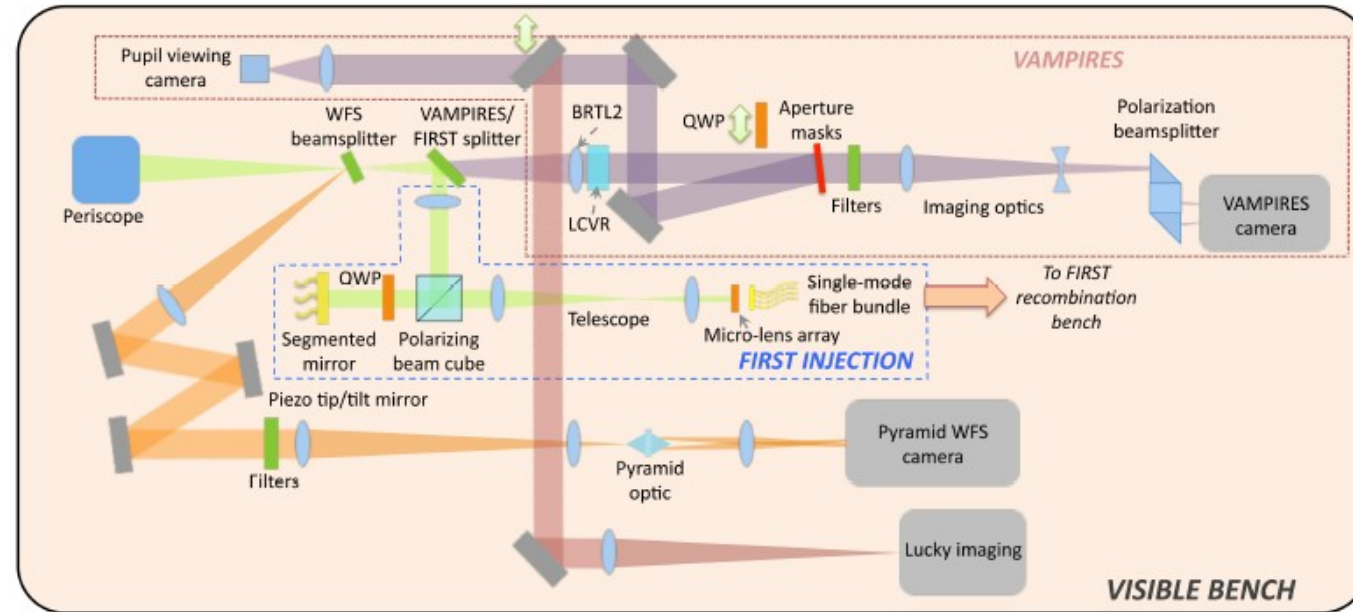 VAMPIRES
Pupil viewing
camera
WFS
beamsplitter
VAMPIRES/
FIRST splitter
BRTL2
QWP
Aperture
masks
Polarization
beamsplitter
Periscope
LCVR
Filters
Imaging optics
VAMPIRES
camera
QWP
Segmented
mirror
Polarizing
beam cube
Telescope
Single-mode
fiber bundle
Micro-lens array
FIRST INJECTION
To FIRST
recombination
bench
Piezo tip/tilt mirror
Filters
Pyramid
optic
Pyramid WFS
camera
Lucky imaging
VISIBLE BENCH